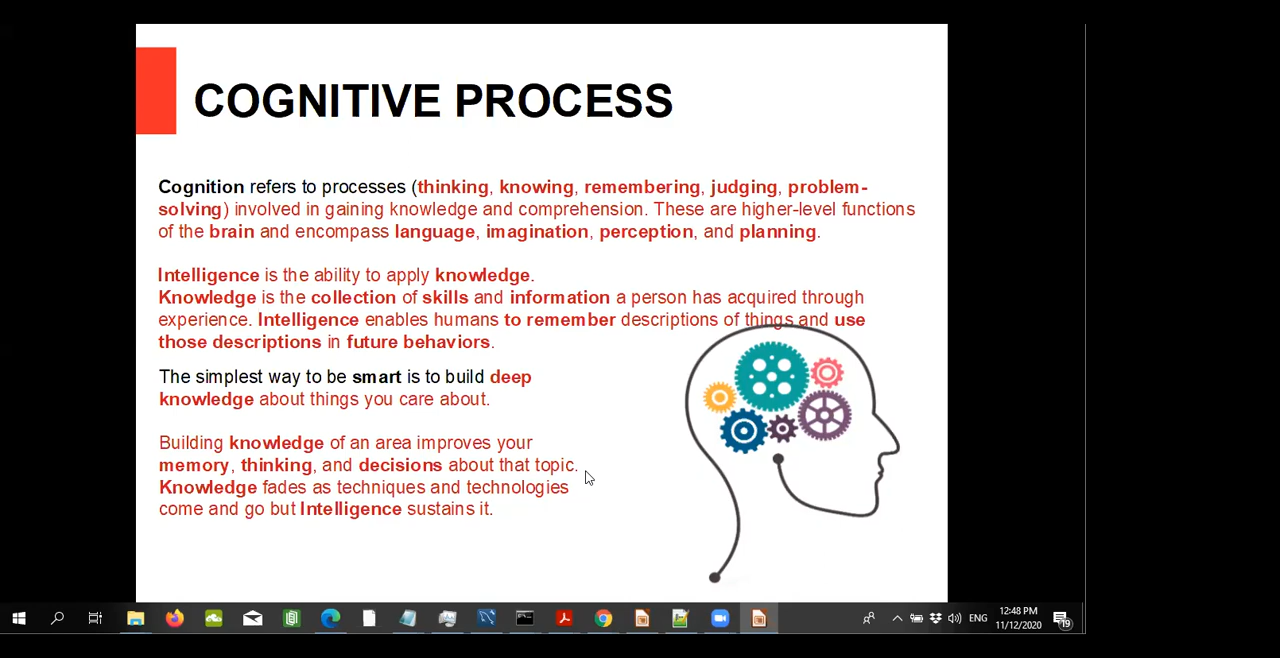 COGNITIVE PROCESS
Cognition refers to processes (thinking, knowing, remembering, judging, problem-
solving) involved in gaining knowledge and comprehension. These are higher-level functions
of the brain and encompass language, imagination, perception, and planning.
Intelligence is the ability to apply knowledge.
Knowledge is the collection of skills and information a person has acquired through
experience. Intelligence enables humans to remember descriptions of things and use
those descriptions in future behaviors.
The simplest way to be smart is to build deep
knowledge about things you care about.
Building knowledge of an area improves your
memory, thinking, and decisions about that topic.
Knowledge fades as techniques and technologies
come and go but Intelligence sustains it.
ENG
12:48 PM
11/12/2020
19